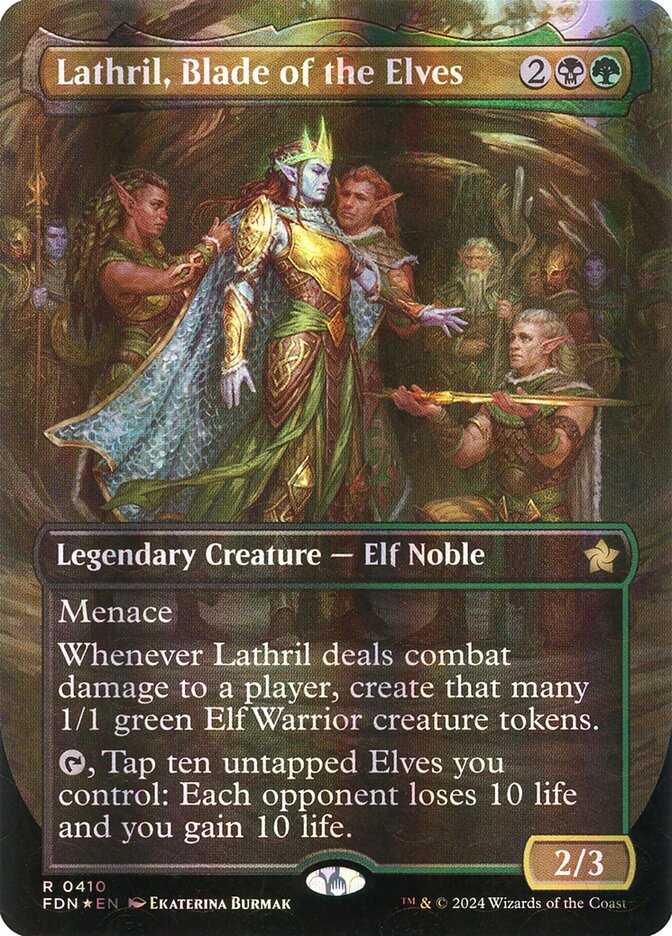 Lathril, Blade of the Elves 2
Legendary Creature — Elf Noble
Menace
Whenever Lathril deals combat
damage to a player, create that many
1/1 green Elf Warrior creature tokens.
, Tap ten untapped Elves you
control: Each opponent loses 10 life
and you gain 10 life.
2/3
R 0410
FDN★EN Ekaterina Burmak
™ & © 2024 Wizards of the Coast